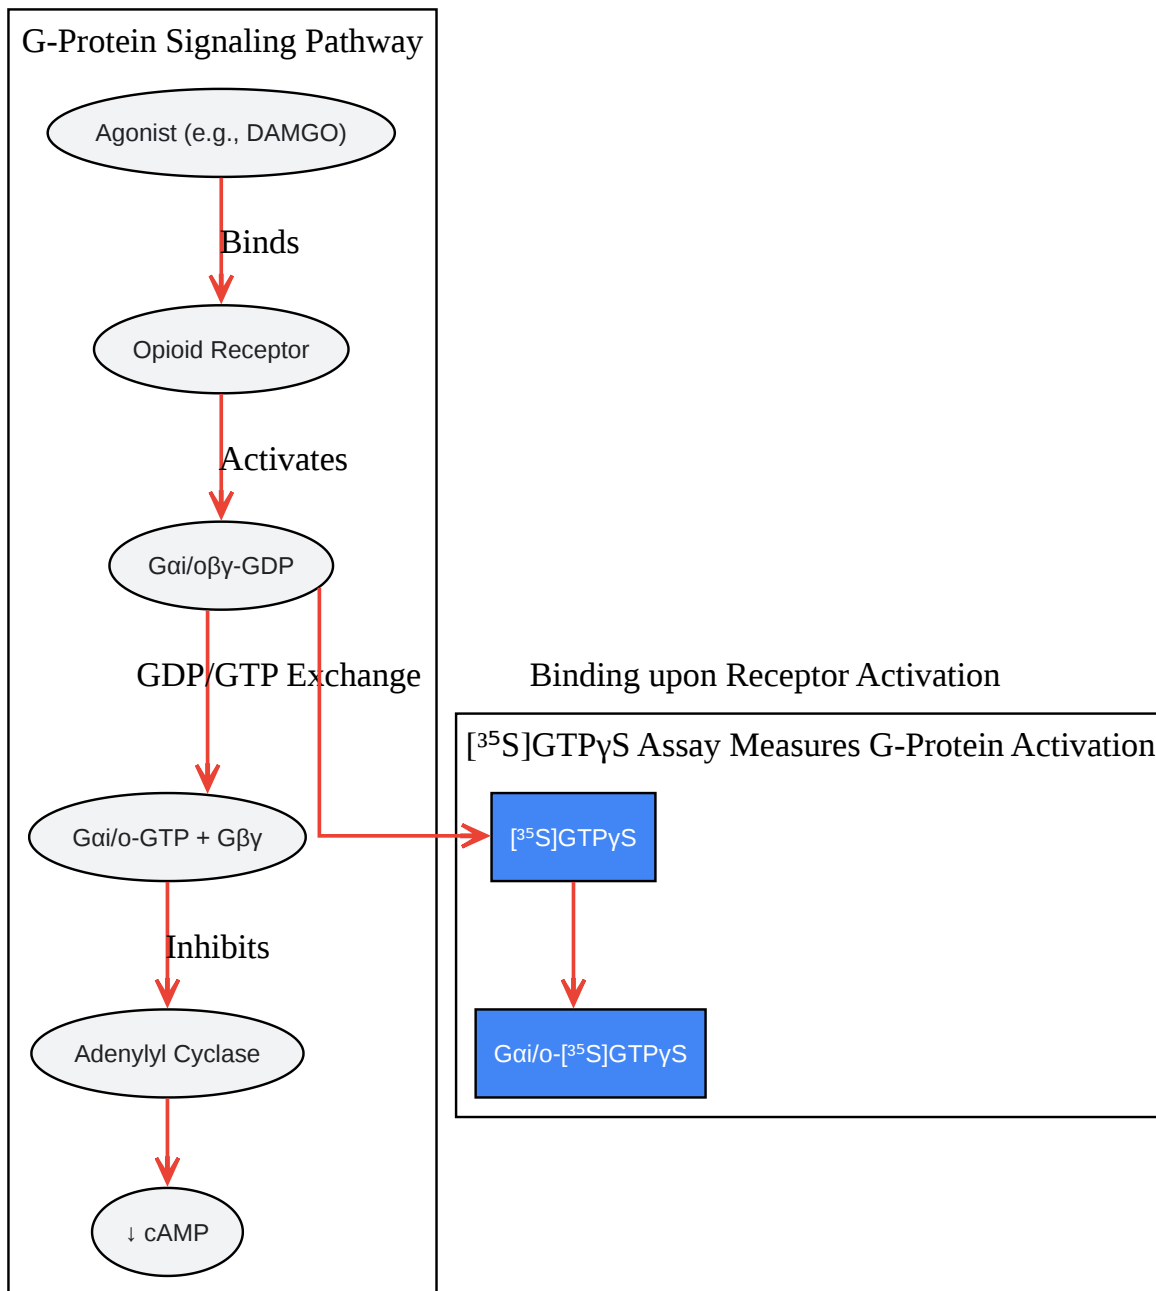 G-Protein Signaling Pathway
Agonist (e.g., DAMGO)
Binds
Opioid Receptor
Activates
Gαi/oβγ-GDP
GDP/GTP Exchange
Binding upon Receptor Activation
[³⁵S]GTPγS Assay Measures G-Protein Activation
Gαi/o-GTP + Gβγ
[³⁵S]GTPγS
Inhibits
Adenylyl Cyclase
Gαi/o-[³⁵S]GTPγS
↓ cAMP